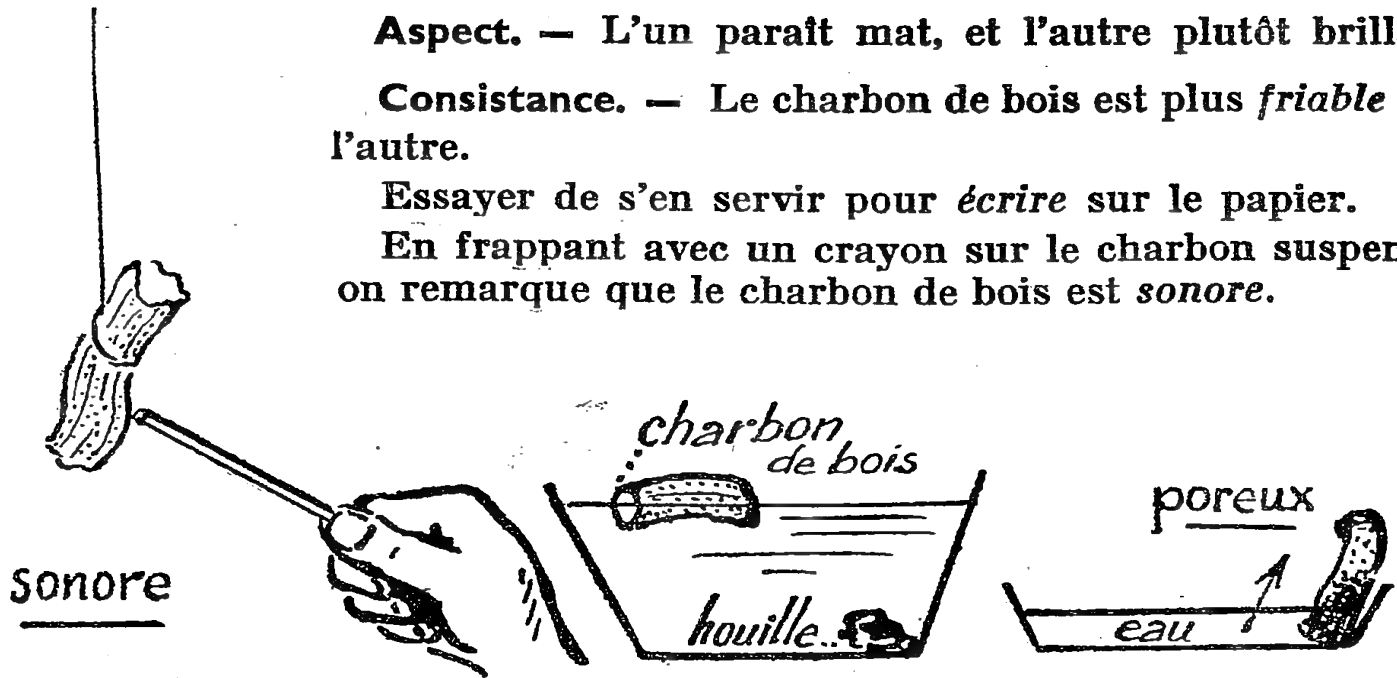 Aspect. — L'un paraît mat, et l'autre plutôt brill
Consistance. — Le charbon de bois est plus friable
l'autre.
Essayer de s'en servir pour écrire sur le papier.
En frappant avec un crayon sur le charbon suspen
on remarque que le charbon de bois est sonore.
charbon
de bois
poreux
sonore
houille..
eau